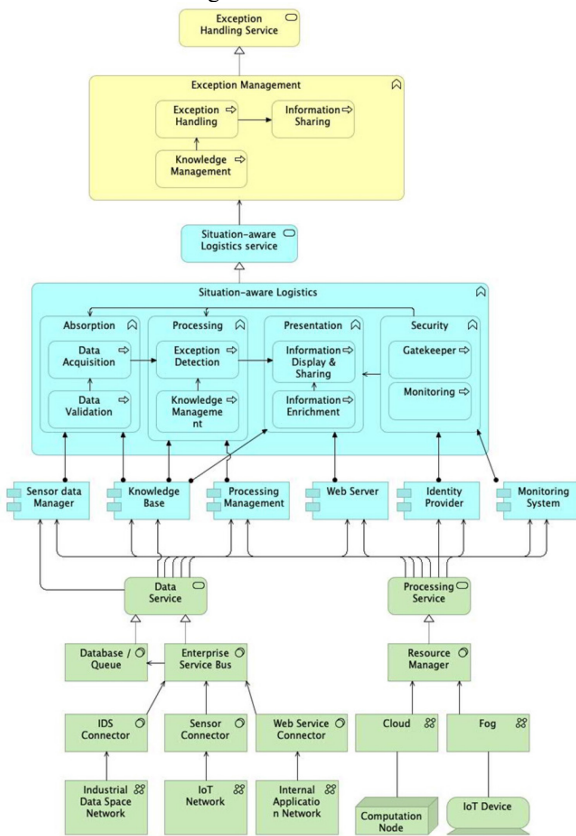 Exception
Handling Service
Exception Management
Exception
Handling
Information
Sharing
Knowledge
Management
Situation-aware
Logistics service
Situation-aware Logistics
Absorption
Processing
Presentation
Security
Data
Acquisition
Exception
Detection
Information
Display &
Sharing
Gatekeeper
Data
Validation
Knowledge
Manageme
nt
Information
Enrichment
Monitoring
Sensor data
Manager
Knowledge
Base
Processing
Management
Web Server
Identity
Provider
Monitoring
System
Data
Service
Processing
Service
Database /
Queue
Enterprise
Service Bus
Resource
Manager
IDS
Connector
Sensor
Connector
Web Service
Connector
Cloud
Fog
Industrial
Data Space
Network
IoT
Network
Internal
Applicatio
n Network
Computation
Node
IoT Device